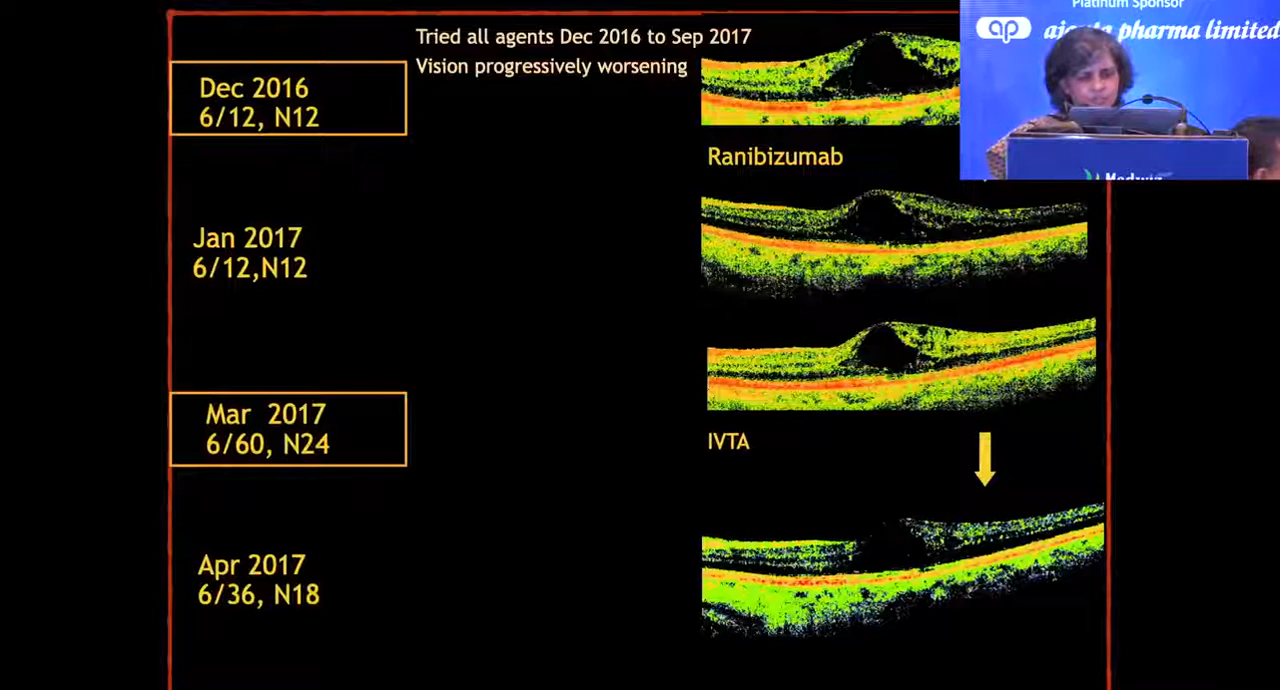 Platinum Sponsor
ap
pharma limited
Tried all agents Dec 2016 to Sep 2017
Vision progressively worsening
Dec 2016
6/12, N12
Ranibizumab
Jan 2017
6/12,N12
Mar 2017
6/60, N24
IVTA
Apr 2017
6/36, N18